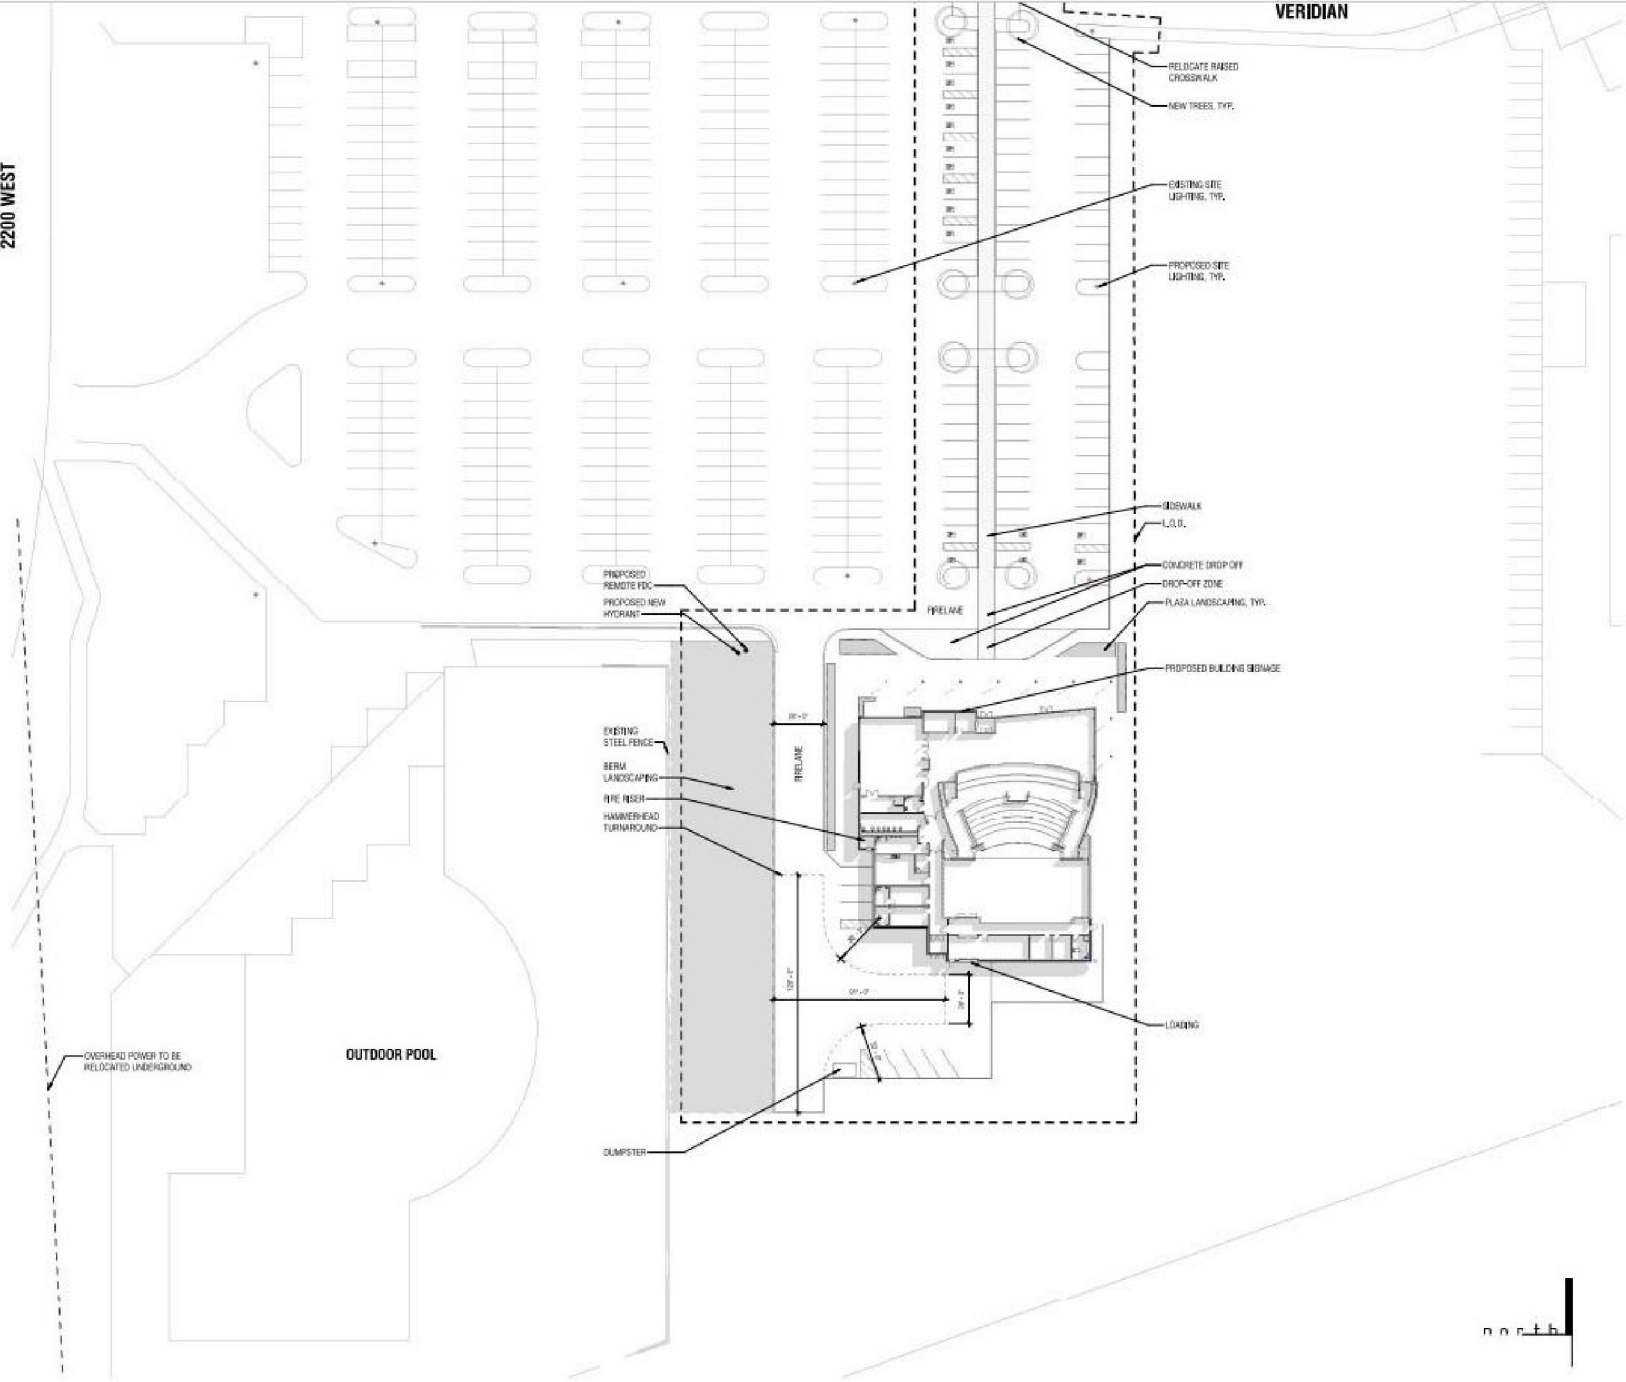 VERIDIAN
2200 WEST
RELOCATE RAISED
CROSSWALK
NEW TREES, TYP.
EXISTING SITE
LIGHTING, TYP.
PROPOSED SITE
LIGHTING, TYP.
SIDEWALK
L.O.D.
CONCRETE DROP OFF
DROP-OFF ZONE
PLAZA LANDSCAPING, TYP.
PROPOSED
REMOTE FDC
PROPOSED NEW
HYDRANT
FIRELANE
PROPOSED BUILDING SIGNAGE
EXISTING
STEEL FENCE
BERM
LANDSCAPING
FIRE RISER
HAMMERHEAD
TURNAROUND
FIRELANE
LOADING
OUTDOOR POOL
OVERHEAD POWER TO BE
RELOCATED UNDERGROUND
DUMPSTER
north